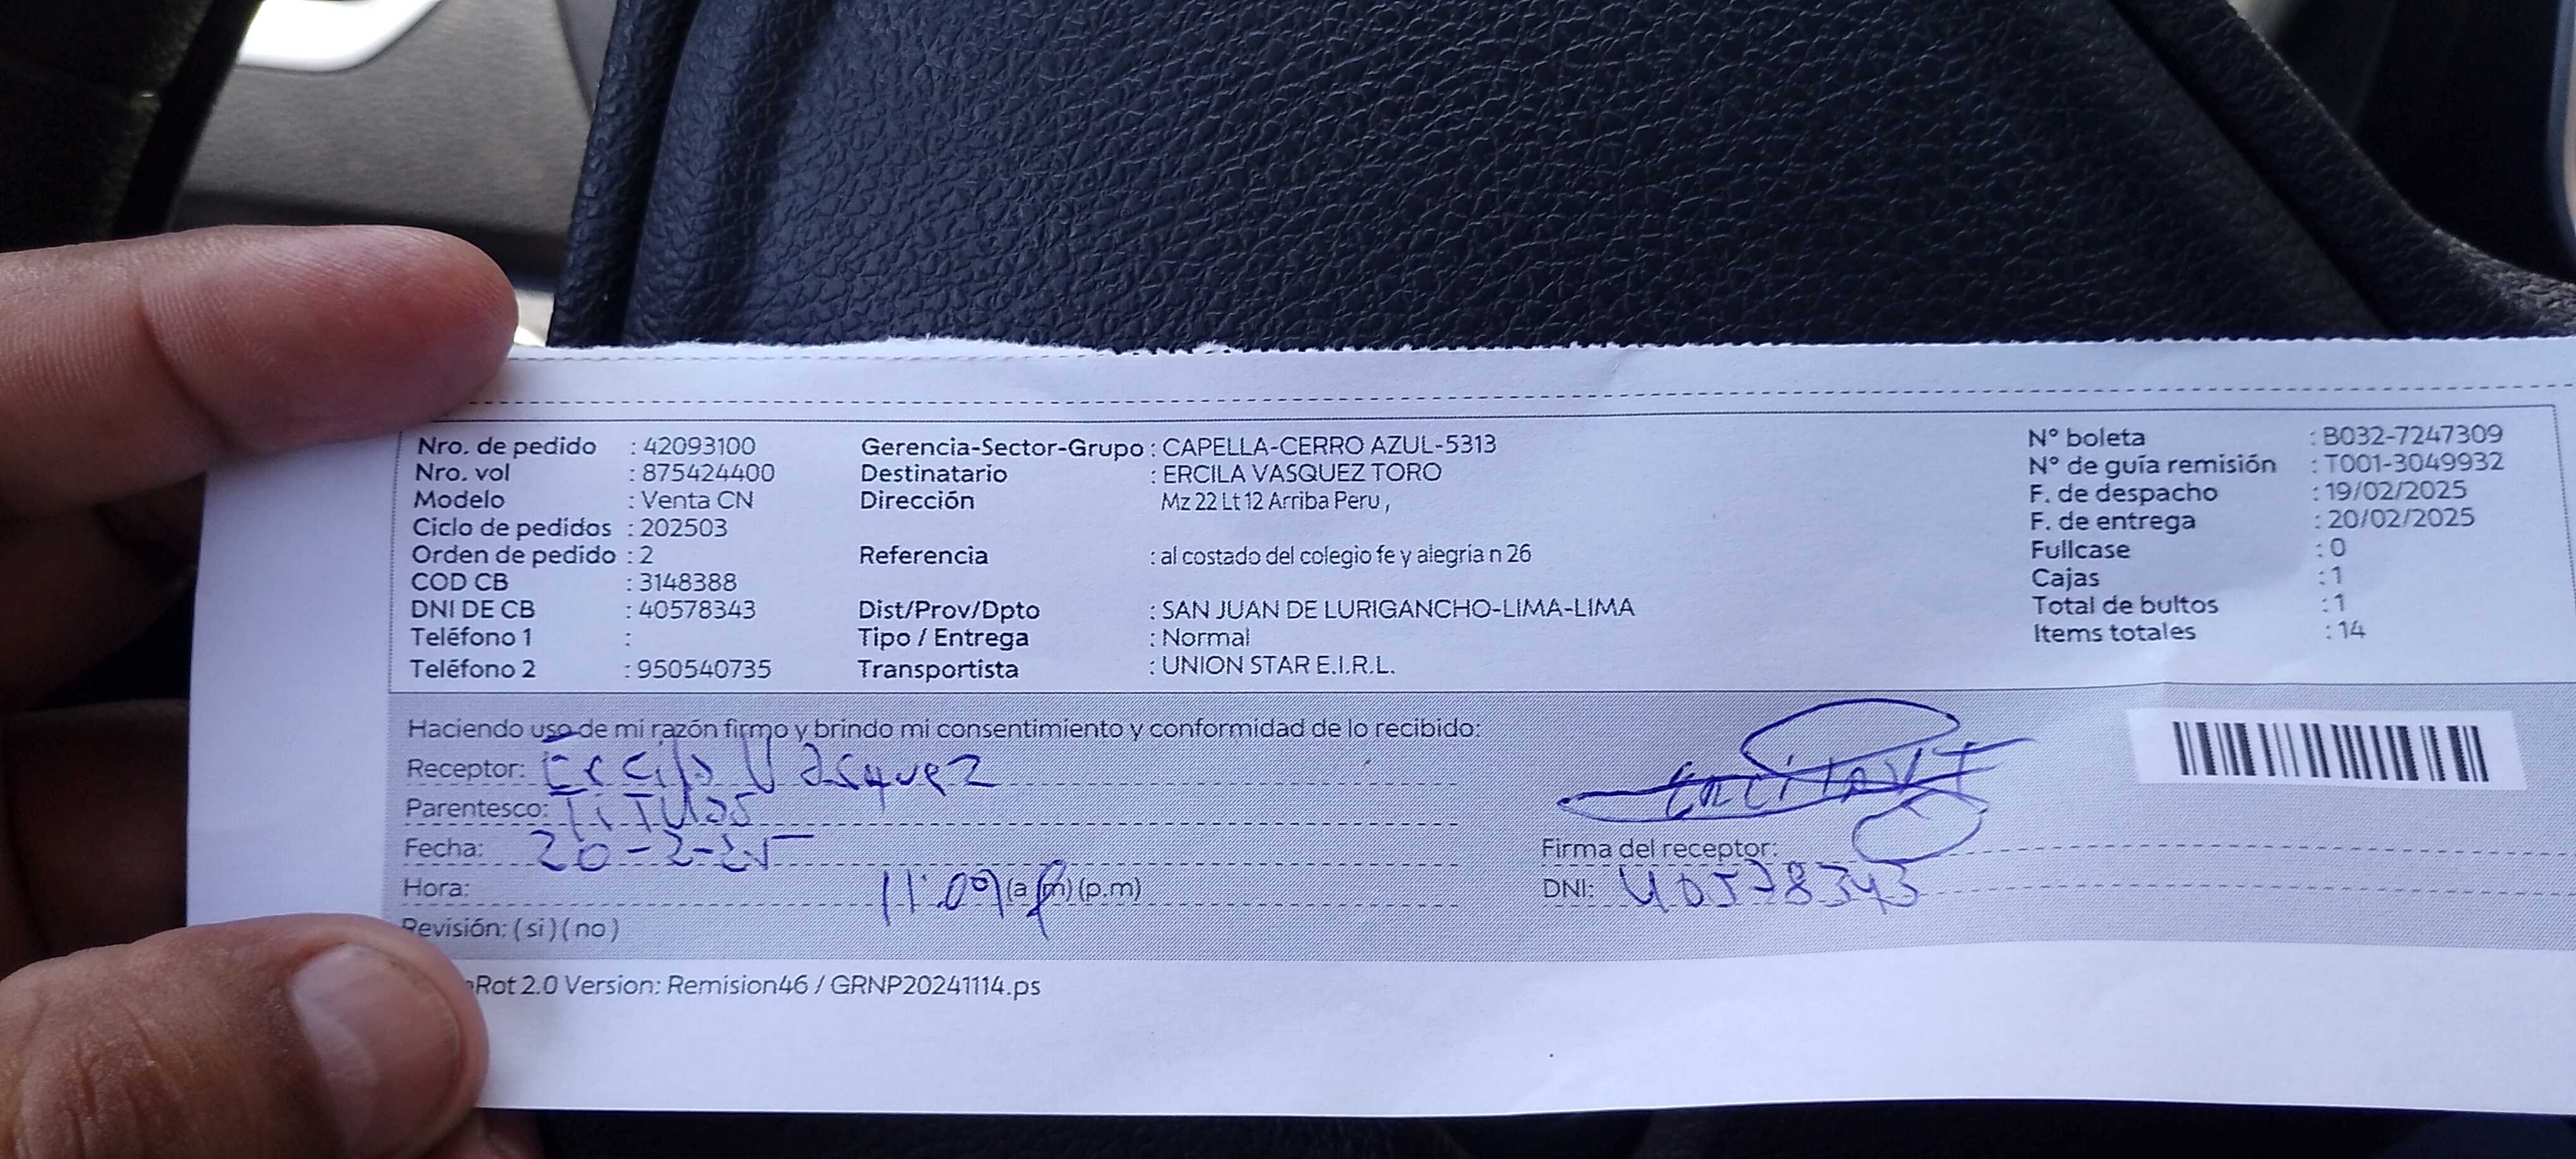 Nro. de pedido : 42093100
Nro. vol : 875424400
Modelo : Venta CN
Ciclo de pedidos : 202503
Orden de pedido : 2
COD CB : 3148388
DNI DE CB : 40578343
Teléfono 1 :
Teléfono 2 : 950540735
Gerencia-Sector-Grupo : CAPELLA-CERRO AZUL-5313
Destinatario : ERCILA VASQUEZ TORO
Dirección Mz 22 Lt 12 Arriba Peru ,
Referencia : al costado del colegio fe y alegria n 26
Dist/Prov/Dpto : SAN JUAN DE LURIGANCHO-LIMA-LIMA
Tipo / Entrega : Normal
Transportista : UNION STAR E.I.R.L.
N° boleta : B032-7247309
N° de guía remisión : T001-3049932
F. de despacho : 19/02/2025
F. de entrega : 20/02/2025
Fullcase : 0
Cajas : 1
Total de bultos : 1
Items totales : 14
Haciendo uso de mi razón firmo y brindo mi consentimiento y conformidad de lo recibido:
Receptor: Ercila Vasquez
Parentesco:
Fecha: 20-2-25
Hora: 11:09 (a.m) (p.m)
Revisión: ( si ) ( no )
Firma del receptor:
DNI: 40578343
Rot 2.0 Version: Remision46 / GRNP20241114.ps